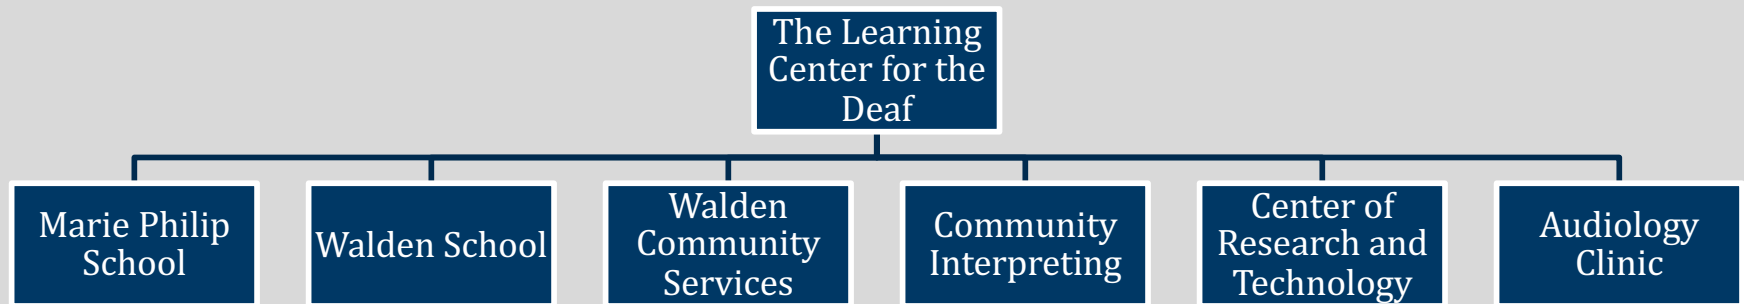 The Learning
Center for the
Deaf
Marie Philip
School
Walden School
Walden
Community
Services
Community
Interpreting
Center of
Research and
Technology
Audiology
Clinic